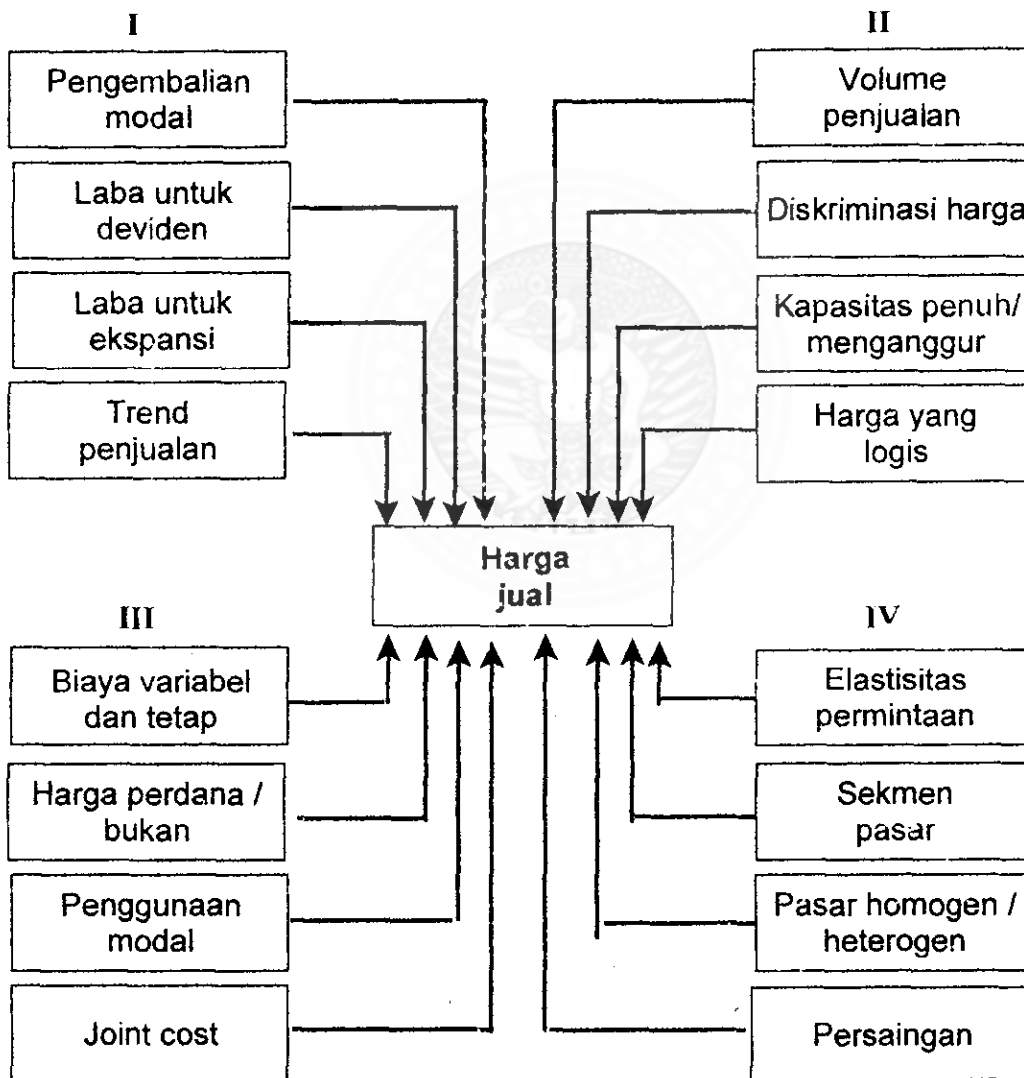 I
Pengembalian
modal
Laba untuk
deviden
Laba untuk
ekspansi
Trend
penjualan
II
Volume
penjualan
Diskriminasi harga
Kapasitas penuh/
menganggur
Harga yang
logis
Harga
jual
III
Biaya variabel
dan tetap
Harga perdana /
bukan
Penggunaan
modal
Joint cost
IV
Elastisitas
permintaan
Sekmen
pasar
Pasar homogen /
heterogen
Persaingan